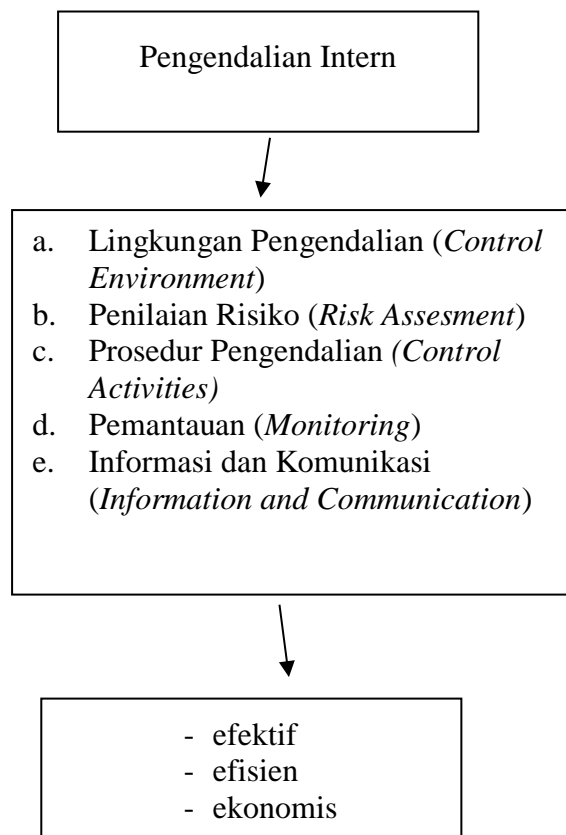 Pengendalian Intern
a. Lingkungan Pengendalian (Control
Environment)
b. Penilaian Risiko (Risk Assesment)
c. Prosedur Pengendalian (Control
Activities)
d. Pemantauan (Monitoring)
e. Informasi dan Komunikasi
(Information and Communication)
- efektif
- efisien
- ekonomis